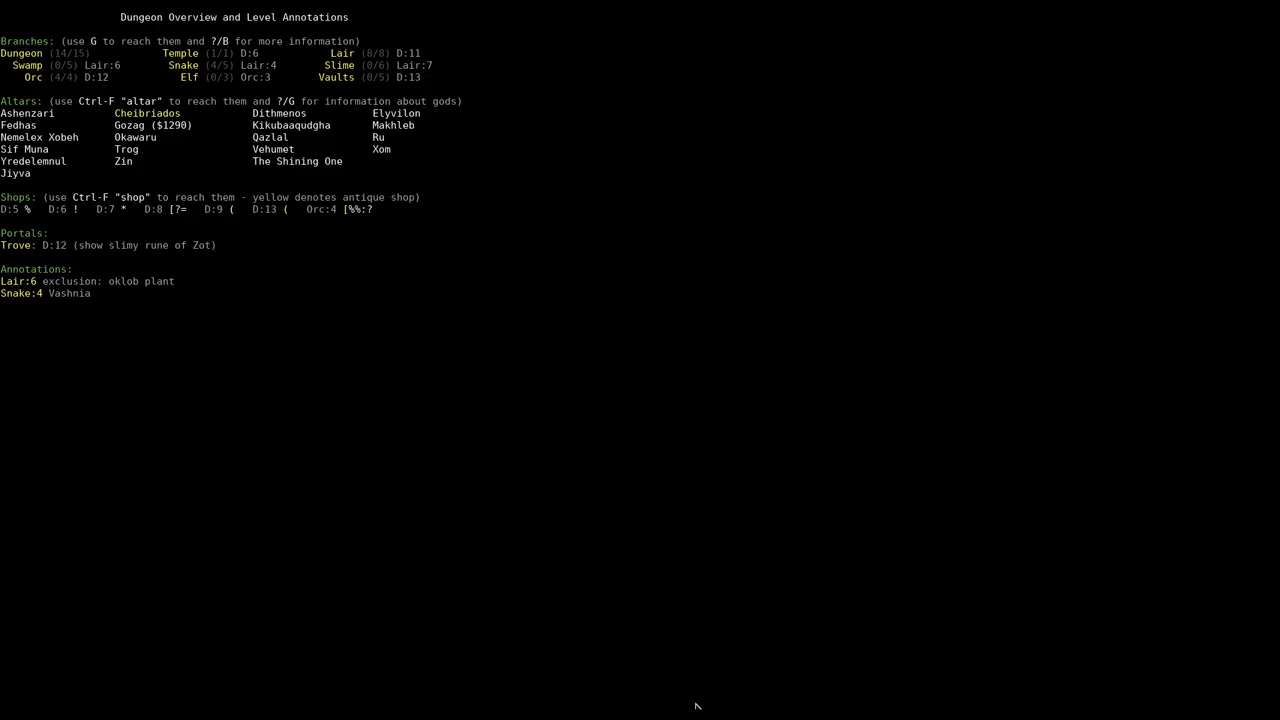 Dungeon Overview and Level Annotations
Branches: (use G to reach them and ?/B for more information)
Dungeon (14/15) Temple (1/1) D:6 Lair (8/8) D:11
Swamp (0/5) Lair:6 Snake (4/5) Lair:4 Slime (0/6) Lair:7
Orc (4/4) D:12 Elf (0/3) Orc:3 Vaults (0/5) D:13
Altars: (use Ctrl-F "altar" to reach them and ?/G for information about gods)
Ashenzari Cheibriados Dithmenos Elyvilon
Fedhas Gozag ($1290) Kikubaaqudgha Makhleb
Nemelex Xobeh Okawaru Qazlal Ru
Sif Muna Trog Vehumet Xom
Yredelemnul Zin The Shining One
Jiyva
Shops: (use Ctrl-F "shop" to reach them - yellow denotes antique shop)
D:5 % D:6 ! D:7 * D:8 [?= D:9 ( D:13 ( Orc:4 [%%:?
Portals:
Trove: D:12 (show slimy rune of Zot)
Annotations:
Lair:6 exclusion: oklob plant
Snake:4 Vashnia